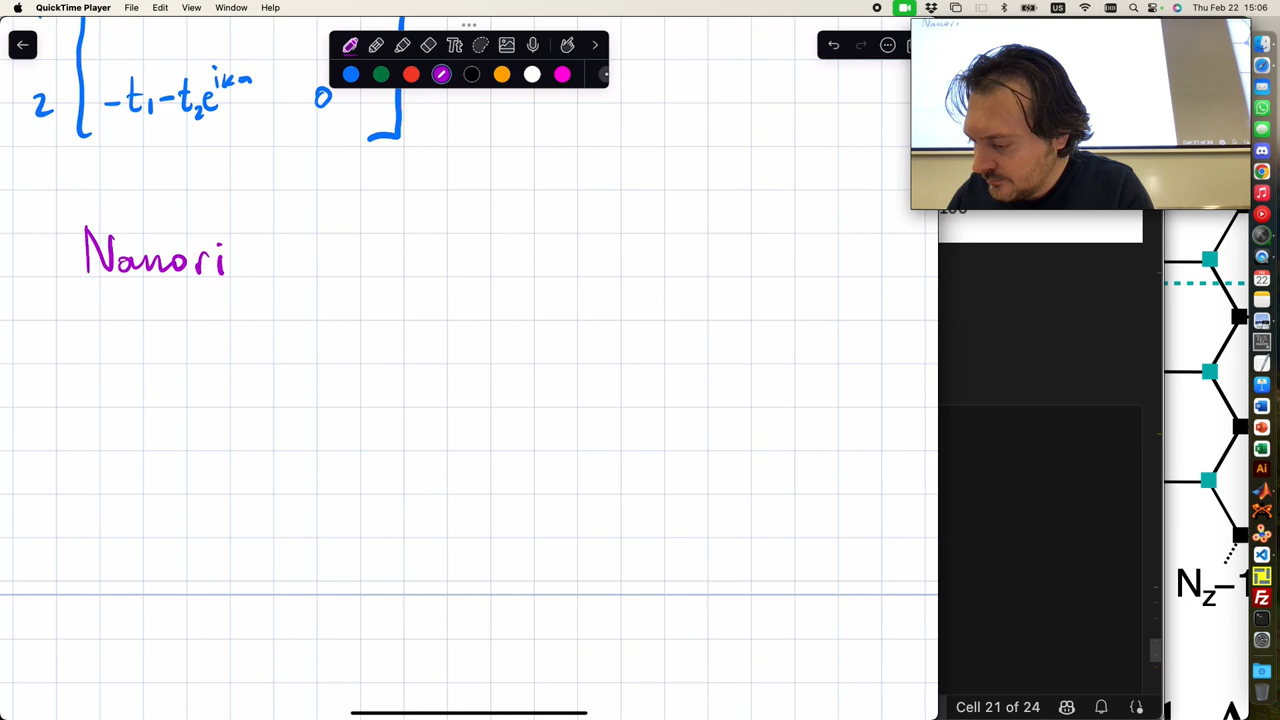 QuickTime Player File Edit View Window Help Thu Feb 22 15:06
2 -t₁-t₂e^ika 0
Nanori
100
Cell 21 of 24
N_z–1